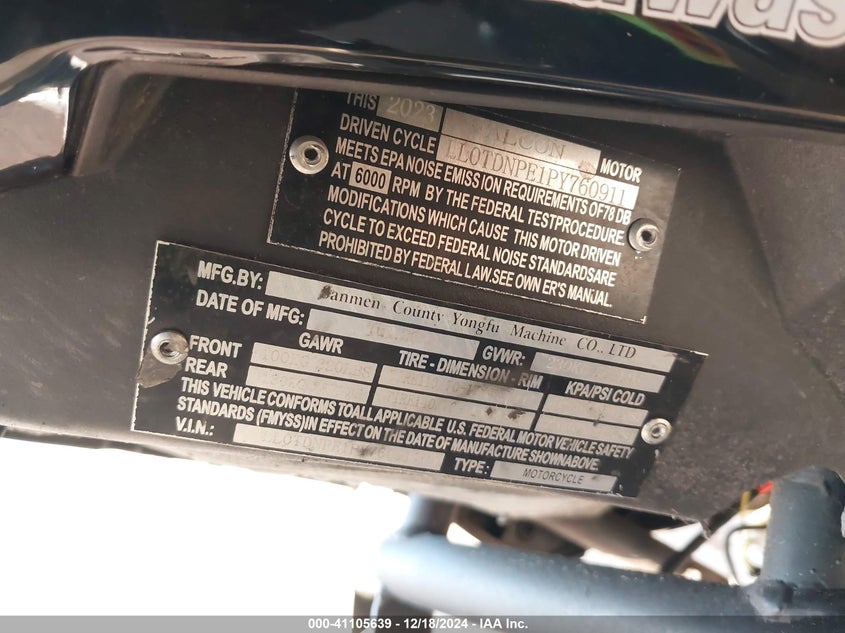 THIS 2023 FALCON MOTOR
DRIVEN CYCLE LL0TDNPE1PY760911
MEETS EPA NOISE EMISSION REQUIREMENTS OF 78 DB
AT 6000 RPM BY THE FEDERAL TESTPROCEDURE
MODIFICATIONS WHICH CAUSE THIS MOTOR DRIVEN
CYCLE TO EXCEED FEDERAL NOISE STANDARDSARE
PROHIBITED BY FEDERAL LAW.SEE OWNER'S MANUAL.
MFG.BY: Sanmen County Yongfu Machine CO., LTD
DATE OF MFG: GVWR:
GAWR TIRE - DIMENSION - RIM KPA/PSI COLD
FRONT
REAR
THIS VEHICLE CONFORMS TOALL APPLICABLE U.S. FEDERAL MOTOR VEHICLE SAFETY
STANDARDS (FMYSS)IN EFFECT ON THE DATE OF MANUFACTURE SHOWNABOVE.
V.I.N.: TYPE: MOTORCYCLE
000-41105639 - 12/18/2024 - IAA Inc.